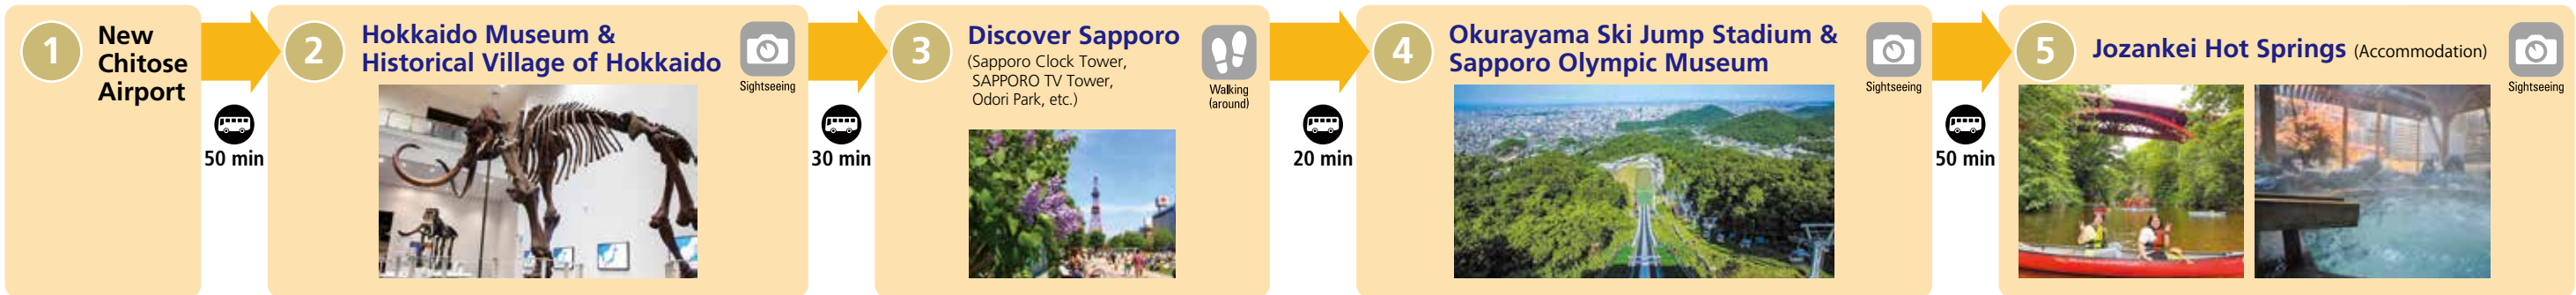 1
New
Chitose
Airport
50 min
2
Hokkaido Museum &
Historical Village of Hokkaido
Sightseeing
30 min
3
Discover Sapporo
(Sapporo Clock Tower,
SAPPORO TV Tower,
Odori Park, etc.)
Walking
(around)
20 min
4
Okurayama Ski Jump Stadium &
Sapporo Olympic Museum
Sightseeing
50 min
5
Jozankei Hot Springs (Accommodation)
Sightseeing